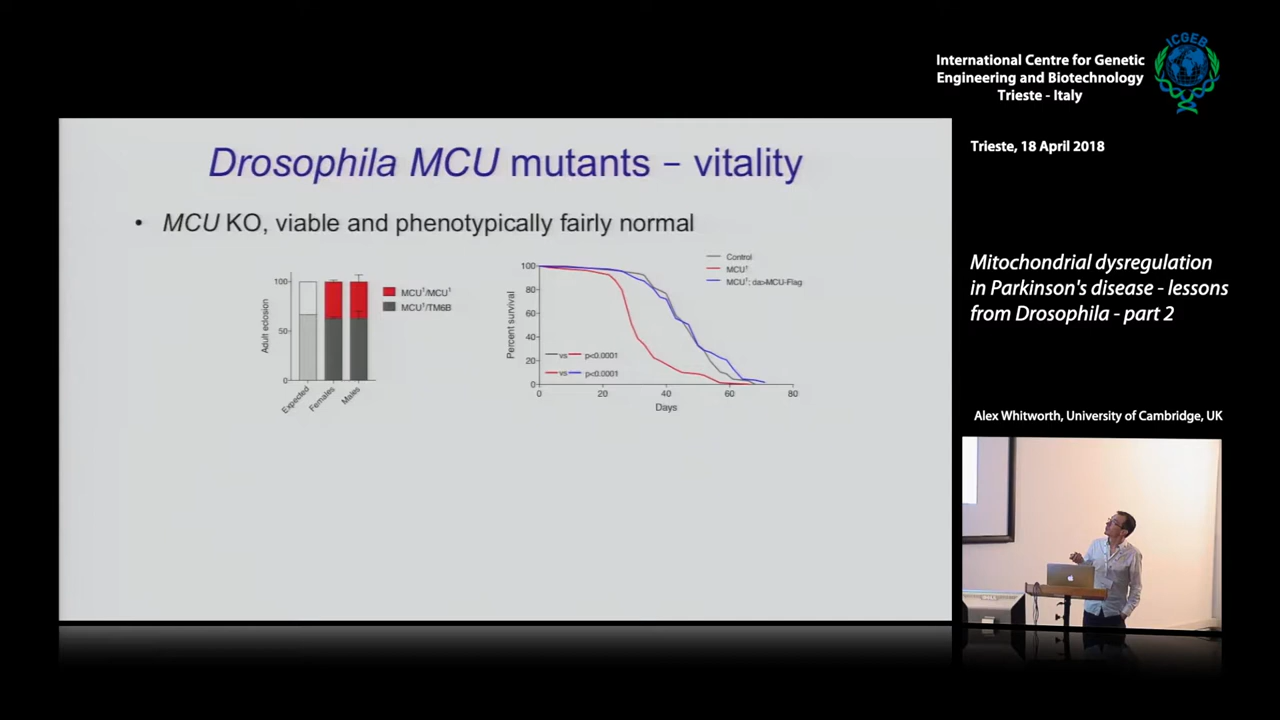 ICGEB
International Centre for Genetic
Engineering and Biotechnology
Trieste - Italy
Trieste, 18 April 2018
Drosophila MCU mutants – vitality
• MCU KO, viable and phenotypically fairly normal
Adult eclosion
100
50
0
Expected
Females
Males
MCU¹/MCU¹
MCU¹/TM6B
Percent survival
100
80
60
40
20
0
0 20 40 60 80
Days
Control
MCU¹
MCU¹; da>MCU-Flag
vs p<0.0001
vs p<0.0001
Mitochondrial dysregulation
in Parkinson's disease - lessons
from Drosophila - part 2
Alex Whitworth, University of Cambridge, UK